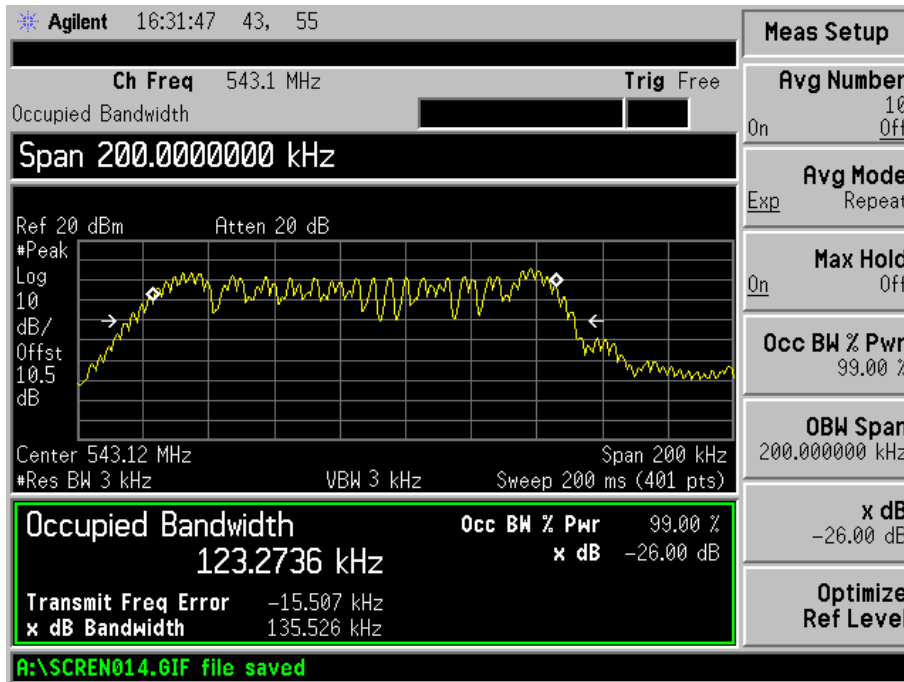 Agilent 16:31:47 43, 55
Meas Setup
Ch Freq 543.1 MHz Trig Free
Occupied Bandwidth
Avg Number
10
On Off
Span 200.0000000 kHz
Avg Mode
Exp Repeat
Ref 20 dBm Atten 20 dB
#Peak
Log
10
dB/
Offst
10.5
dB
Max Hold
On Off
Occ BW % Pwr
99.00 %
OBW Span
200.000000 kHz
Center 543.12 MHz Span 200 kHz
#Res BW 3 kHz VBW 3 kHz Sweep 200 ms (401 pts)
x dB
-26.00 dB
Occupied Bandwidth Occ BW % Pwr 99.00 %
123.2736 kHz x dB -26.00 dB
Transmit Freq Error -15.507 kHz
x dB Bandwidth 135.526 kHz
Optimize
Ref Level
A:\SCREN014.GIF file saved